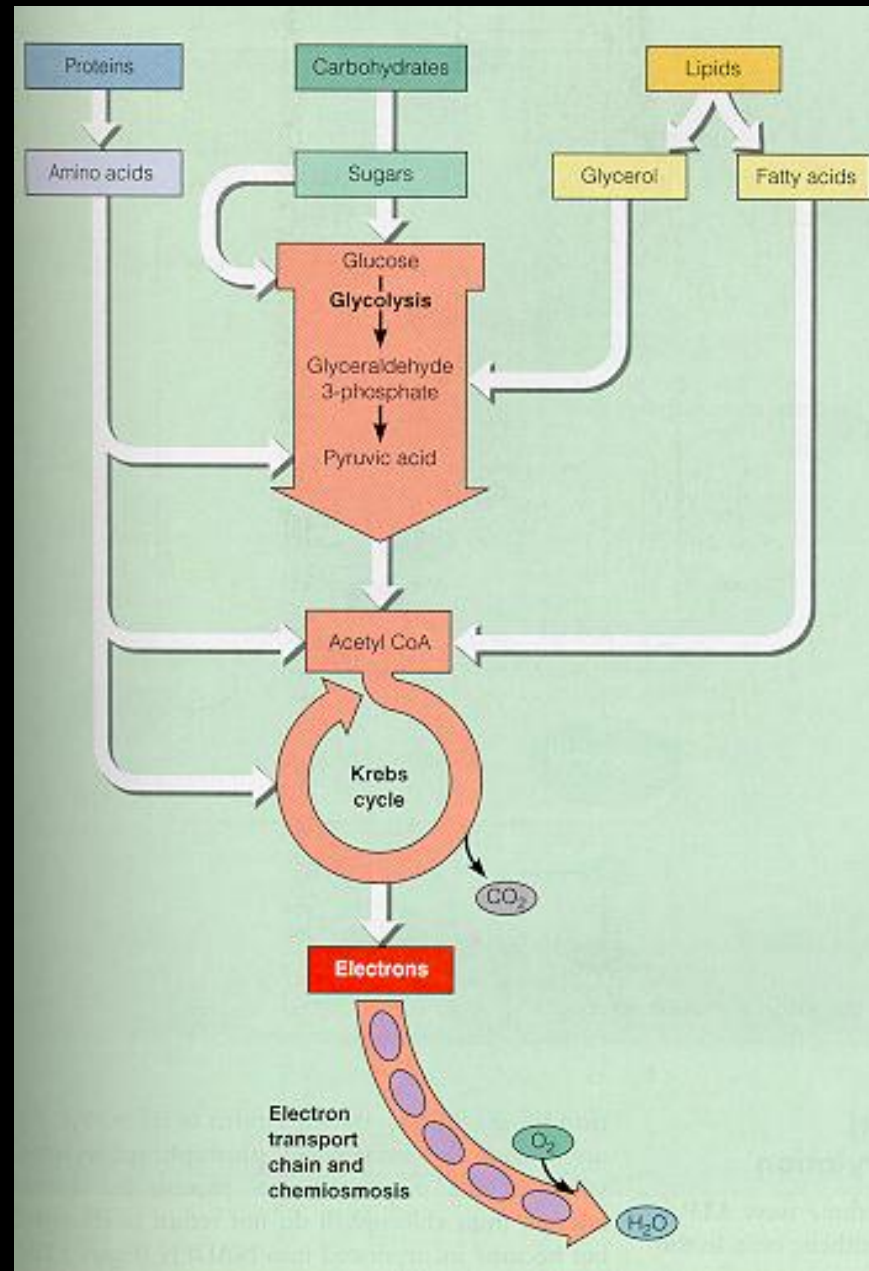 Proteins
Carbohydrates
Lipids
Amino acids
Sugars
Glycerol
Fatty acids
Glucose
Glycolysis
Glyceraldehyde
3-phosphate
Pyruvic acid
Acetyl CoA
Krebs
cycle
CO₂
Electrons
Electron
transport
chain and
chemiosmosis
O₂
H₂O